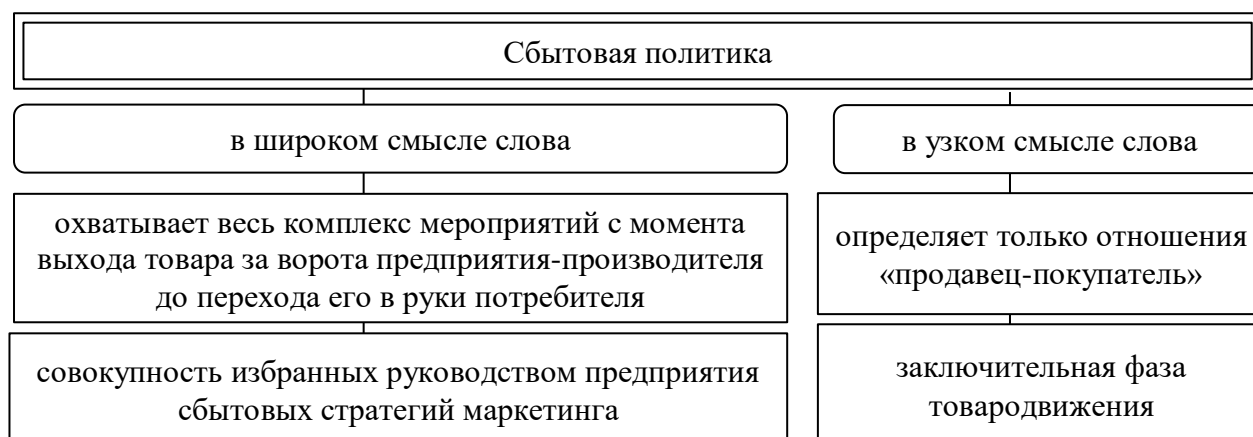 Сбытовая политика
в широком смысле слова
в узком смысле слова
охватывает весь комплекс мероприятий с момента
выхода товара за ворота предприятия-производителя
до перехода его в руки потребителя
определяет только отношения
«продавец-покупатель»
совокупность избранных руководством предприятия
сбытовых стратегий маркетинга
заключительная фаза
товародвижения